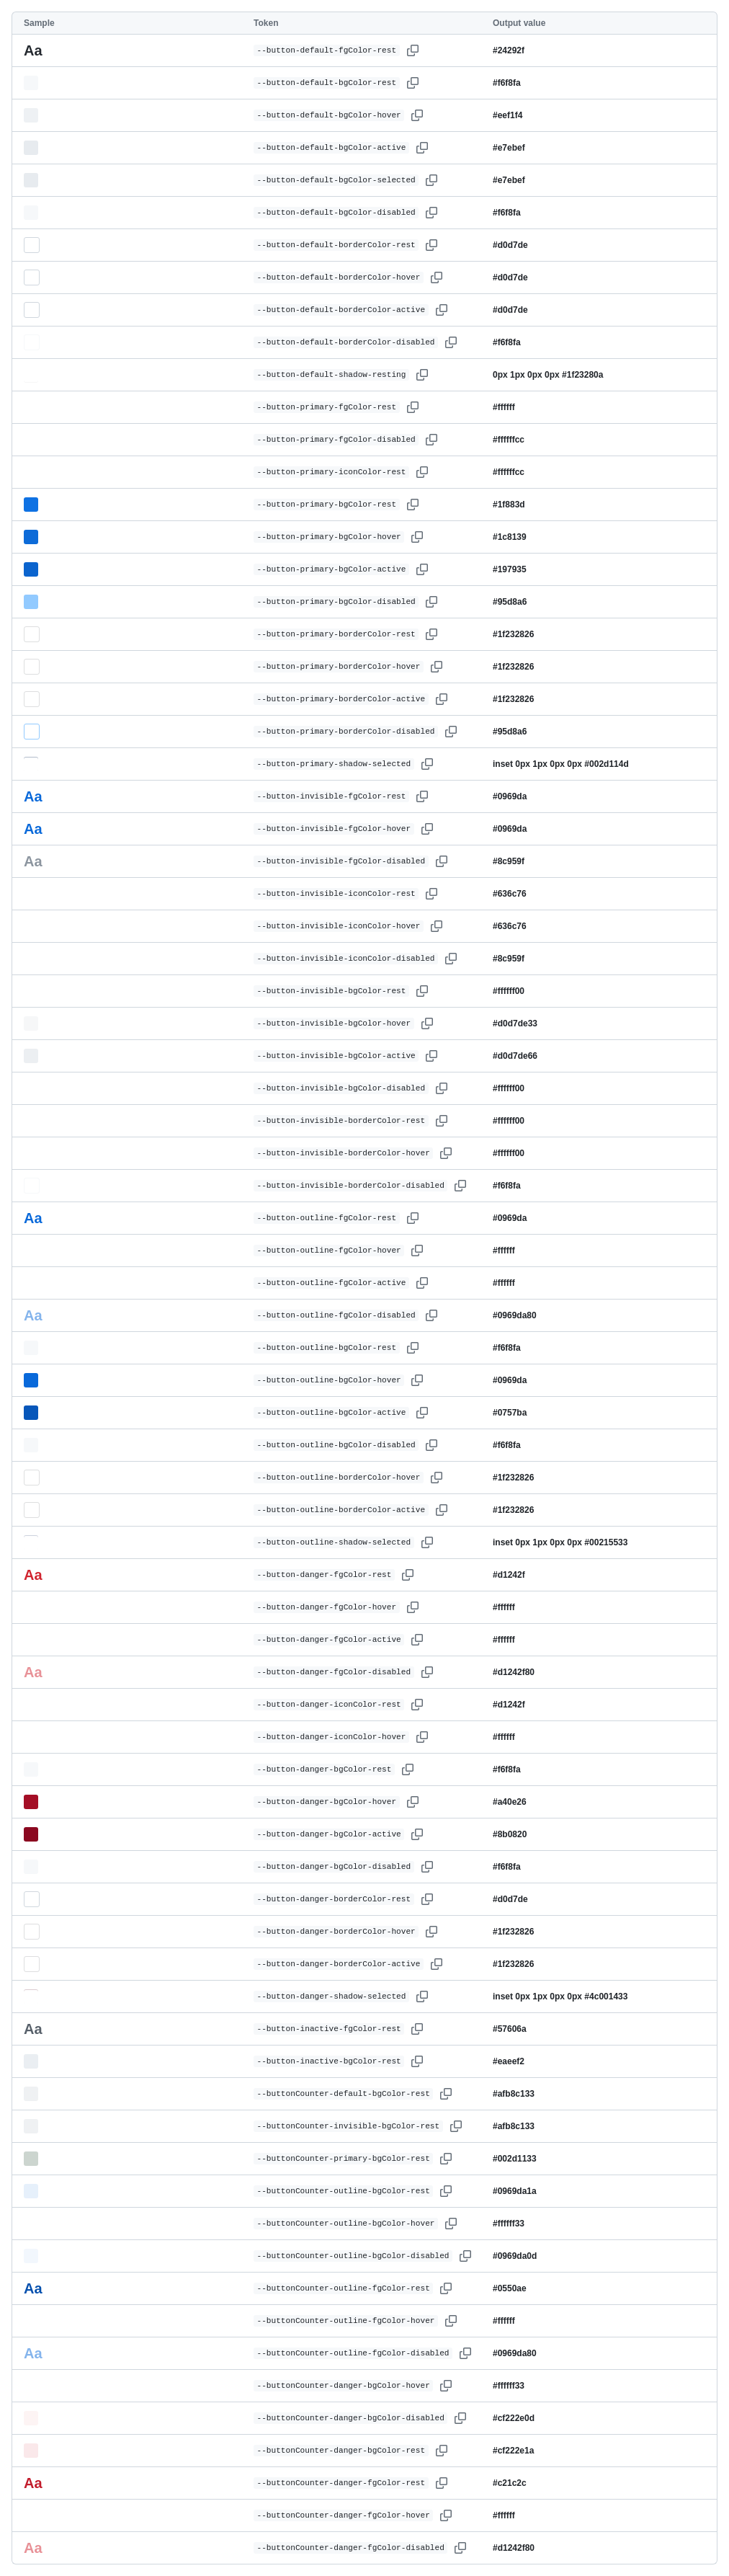 Sample Token Output value
Aa --button-default-fgColor-rest #24292f
--button-default-bgColor-rest #f6f8fa
--button-default-bgColor-hover #eef1f4
--button-default-bgColor-active #e7ebef
--button-default-bgColor-selected #e7ebef
--button-default-bgColor-disabled #f6f8fa
--button-default-borderColor-rest #d0d7de
--button-default-borderColor-hover #d0d7de
--button-default-borderColor-active #d0d7de
--button-default-borderColor-disabled #f6f8fa
--button-default-shadow-resting 0px 1px 0px 0px #1f23280a
--button-primary-fgColor-rest #ffffff
--button-primary-fgColor-disabled #ffffffcc
--button-primary-iconColor-rest #ffffffcc
--button-primary-bgColor-rest #1f883d
--button-primary-bgColor-hover #1c8139
--button-primary-bgColor-active #197935
--button-primary-bgColor-disabled #95d8a6
--button-primary-borderColor-rest #1f232826
--button-primary-borderColor-hover #1f232826
--button-primary-borderColor-active #1f232826
--button-primary-borderColor-disabled #95d8a6
--button-primary-shadow-selected inset 0px 1px 0px 0px #002d114d
Aa --button-invisible-fgColor-rest #0969da
Aa --button-invisible-fgColor-hover #0969da
Aa --button-invisible-fgColor-disabled #8c959f
--button-invisible-iconColor-rest #636c76
--button-invisible-iconColor-hover #636c76
--button-invisible-iconColor-disabled #8c959f
--button-invisible-bgColor-rest #ffffff00
--button-invisible-bgColor-hover #d0d7de33
--button-invisible-bgColor-active #d0d7de66
--button-invisible-bgColor-disabled #ffffff00
--button-invisible-borderColor-rest #ffffff00
--button-invisible-borderColor-hover #ffffff00
--button-invisible-borderColor-disabled #f6f8fa
Aa --button-outline-fgColor-rest #0969da
--button-outline-fgColor-hover #ffffff
--button-outline-fgColor-active #ffffff
Aa --button-outline-fgColor-disabled #0969da80
--button-outline-bgColor-rest #f6f8fa
--button-outline-bgColor-hover #0969da
--button-outline-bgColor-active #0757ba
--button-outline-bgColor-disabled #f6f8fa
--button-outline-borderColor-hover #1f232826
--button-outline-borderColor-active #1f232826
--button-outline-shadow-selected inset 0px 1px 0px 0px #00215533
Aa --button-danger-fgColor-rest #d1242f
--button-danger-fgColor-hover #ffffff
--button-danger-fgColor-active #ffffff
Aa --button-danger-fgColor-disabled #d1242f80
--button-danger-iconColor-rest #d1242f
--button-danger-iconColor-hover #ffffff
--button-danger-bgColor-rest #f6f8fa
--button-danger-bgColor-hover #a40e26
--button-danger-bgColor-active #8b0820
--button-danger-bgColor-disabled #f6f8fa
--button-danger-borderColor-rest #d0d7de
--button-danger-borderColor-hover #1f232826
--button-danger-borderColor-active #1f232826
--button-danger-shadow-selected inset 0px 1px 0px 0px #4c001433
Aa --button-inactive-fgColor-rest #57606a
--button-inactive-bgColor-rest #eaeef2
--buttonCounter-default-bgColor-rest #afb8c133
--buttonCounter-invisible-bgColor-rest #afb8c133
--buttonCounter-primary-bgColor-rest #002d1133
--buttonCounter-outline-bgColor-rest #0969da1a
--buttonCounter-outline-bgColor-hover #ffffff33
--buttonCounter-outline-bgColor-disabled #0969da0d
Aa --buttonCounter-outline-fgColor-rest #0550ae
--buttonCounter-outline-fgColor-hover #ffffff
Aa --buttonCounter-outline-fgColor-disabled #0969da80
--buttonCounter-danger-bgColor-hover #ffffff33
--buttonCounter-danger-bgColor-disabled #cf222e0d
--buttonCounter-danger-bgColor-rest #cf222e1a
Aa --buttonCounter-danger-fgColor-rest #c21c2c
--buttonCounter-danger-fgColor-hover #ffffff
Aa --buttonCounter-danger-fgColor-disabled #d1242f80